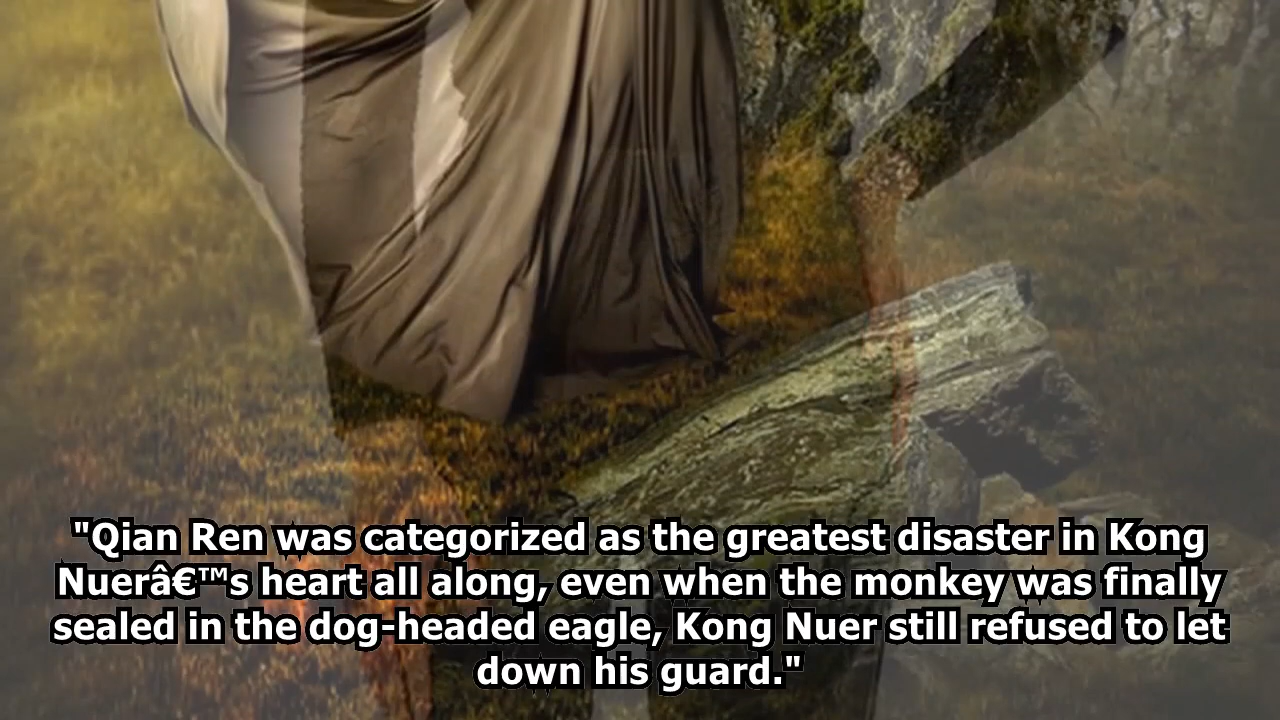 "Qian Ren was categorized as the greatest disaster in Kong
Nuerâ€™s heart all along, even when the monkey was finally
sealed in the dog-headed eagle, Kong Nuer still refused to let
down his guard."